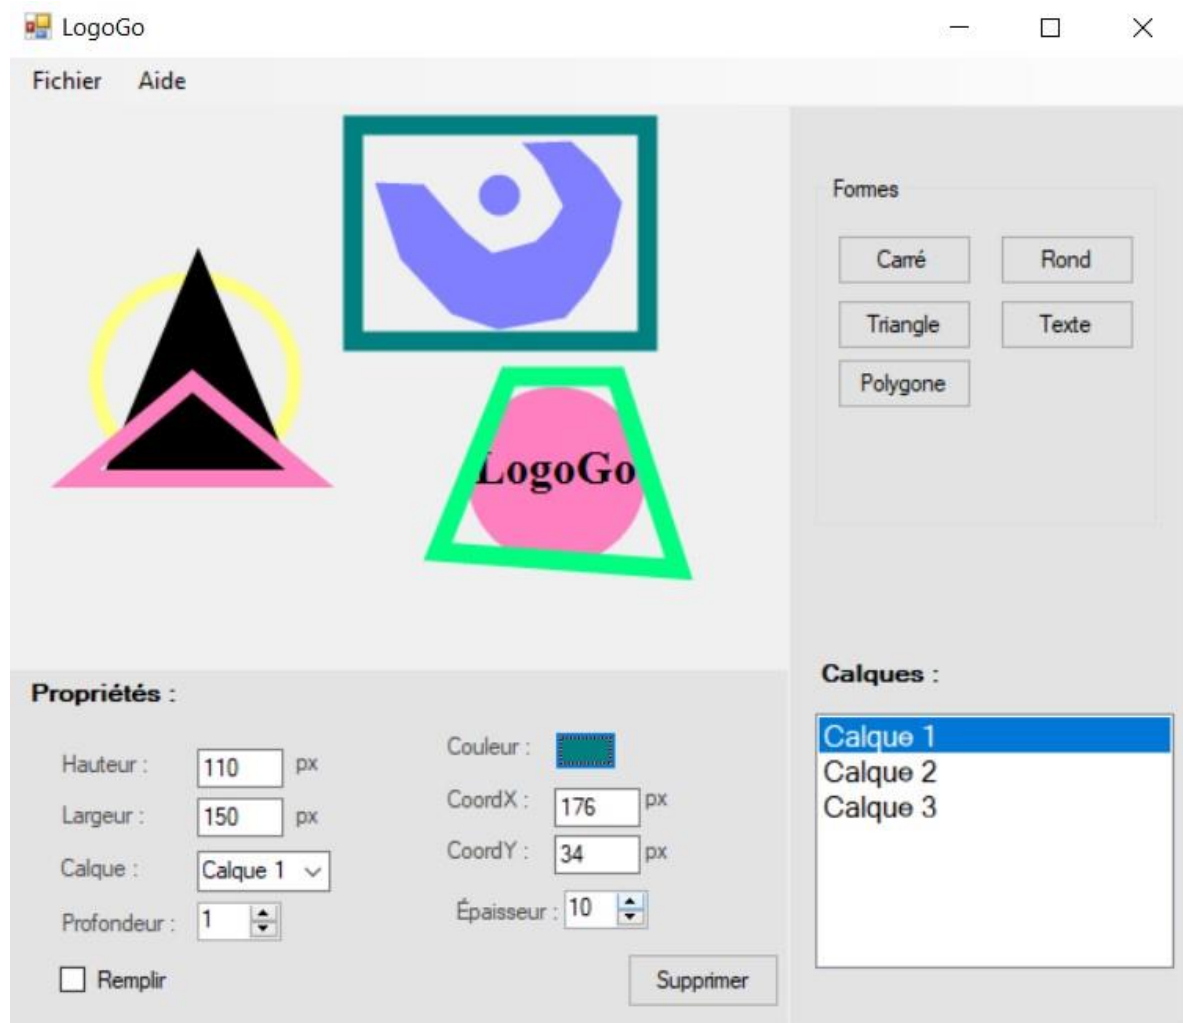 LogoGo
Fichier Aide
LogoGo
Formes
Carré Rond
Triangle Texte
Polygone
Propriétés :
Hauteur : 110 px
Largeur : 150 px
Calque : Calque 1
Profondeur : 1
Remplir
Couleur :
CoordX : 176 px
CoordY : 34 px
Épaisseur : 10
Supprimer
Calques :
Calque 1
Calque 2
Calque 3